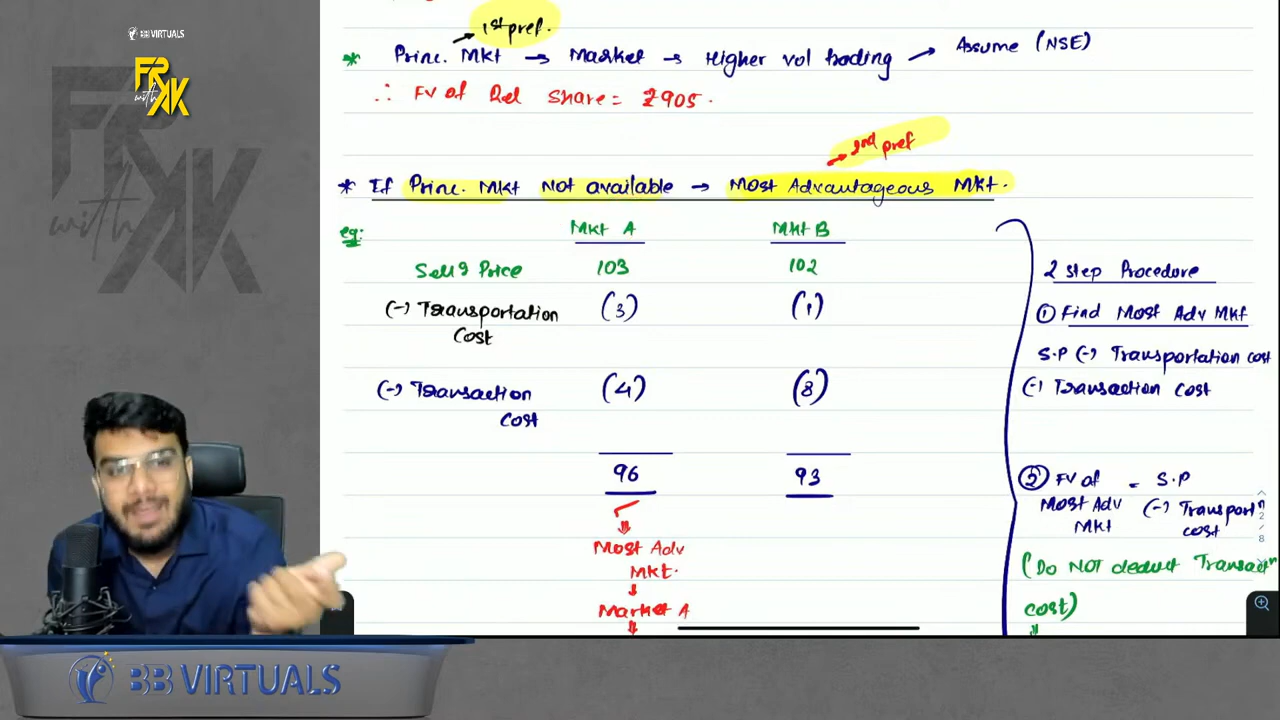 BB VIRTUALS
FR
with
AK
1st pref.
* Princ. Mkt → Market → Higher vol trading → Assume (NSE)
∴ FV of Rel Share = ₹905.
2nd pref
* If Princ. Mkt Not available → Most Advantageous Mkt.
eg: Mkt A Mkt B
Sell g Price 103 102
(-) Transportation cost (3) (1)
(-) Transaction cost (4) (8)
96 93
Most Adv
Mkt.
Market A
2 Step Procedure
① Find Most Adv Mkt
S.P (-) Transportation cost
(-) Transaction cost
② FV of Most Adv Mkt = S.P (-) Transportn cost
(Do NOT deduct Transactn
cost)
2 / 8
BB VIRTUALS